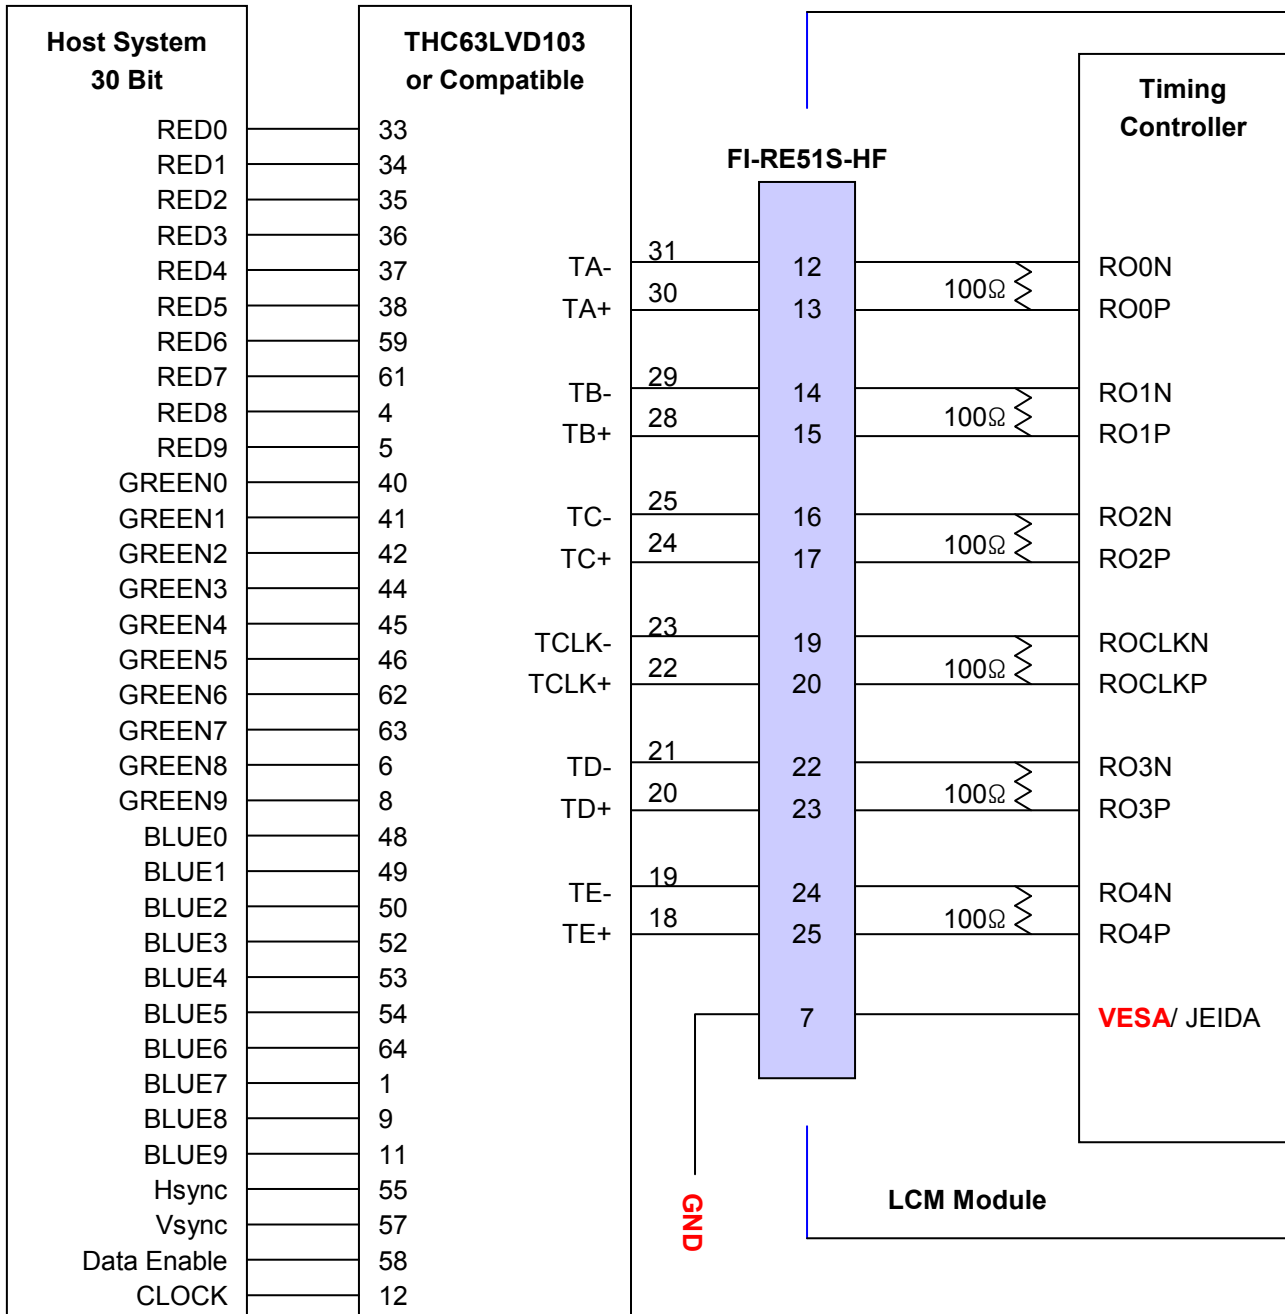 Host System
30 Bit
RED0
RED1
RED2
RED3
RED4
RED5
RED6
RED7
RED8
RED9
GREEN0
GREEN1
GREEN2
GREEN3
GREEN4
GREEN5
GREEN6
GREEN7
GREEN8
GREEN9
BLUE0
BLUE1
BLUE2
BLUE3
BLUE4
BLUE5
BLUE6
BLUE7
BLUE8
BLUE9
Hsync
Vsync
Data Enable
CLOCK
THC63LVD103
or Compatible
33
34
35
36
37
38
59
61
4
5
40
41
42
44
45
46
62
63
6
8
48
49
50
52
53
54
64
1
9
11
55
57
58
12
TA-
TA+
TB-
TB+
TC-
TC+
TCLK-
TCLK+
TD-
TD+
TE-
TE+
31
30
29
28
25
24
23
22
21
20
19
18
GND
FI-RE51S-HF
12
13
14
15
16
17
19
20
22
23
24
25
7
100Ω
100Ω
100Ω
100Ω
100Ω
100Ω
Timing
Controller
RO0N
RO0P
RO1N
RO1P
RO2N
RO2P
ROCLKN
ROCLKP
RO3N
RO3P
RO4N
RO4P
VESA/ JEIDA
LCM Module